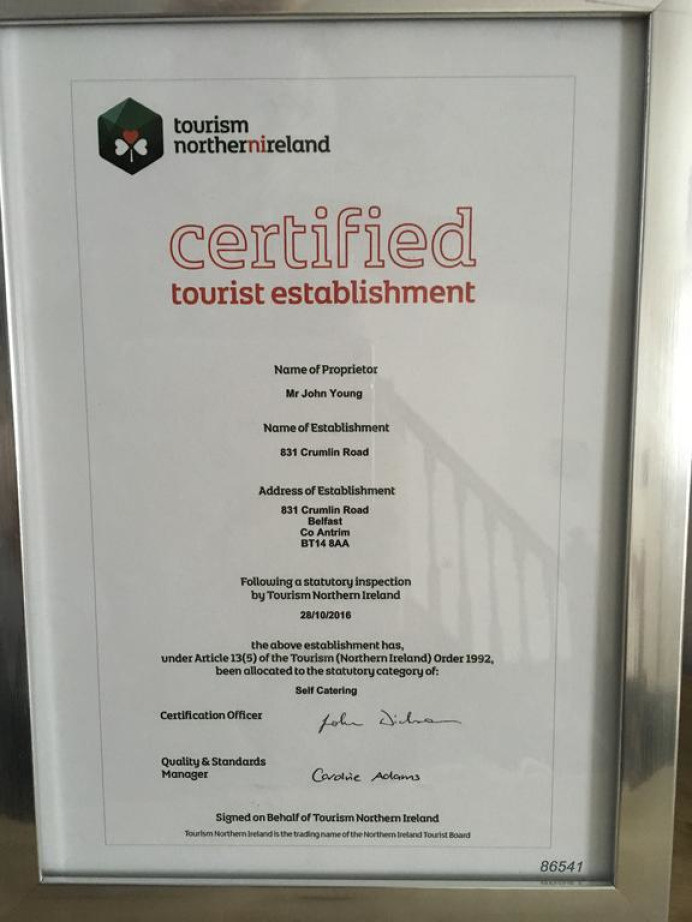 tourism
northernireland
certified
tourist establishment
Name of Proprietor
Mr John Young
Name of Establishment
831 Crumlin Road
Address of Establishment
831 Crumlin Road
Belfast
Co Antrim
BT14 8AA
Following a statutory inspection
by Tourism Northern Ireland
28/10/2016
the above establishment has,
under Article 13(5) of the Tourism (Northern Ireland) Order 1992,
been allocated to the statutory category of:
Self Catering
Certification Officer John
Quality & Standards
Manager Adams
Signed on Behalf of Tourism Northern Ireland
Tourism Northern Ireland is the trading name of the Northern Ireland Tourist Board
86541